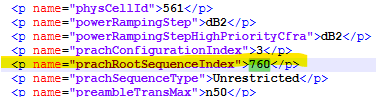 <p name="physCellId">561</p>
<p name="powerRampingStep">dB2</p>
<p name="powerRampingStepHighPriorityCfra">dB2</p>
<p name="prachConfigurationIndex">3</p>
<p name="prachRootSequenceIndex">760</p>
<p name="prachSequenceType">Unrestricted</p>
<p name="preambleTransMax">n50</p>